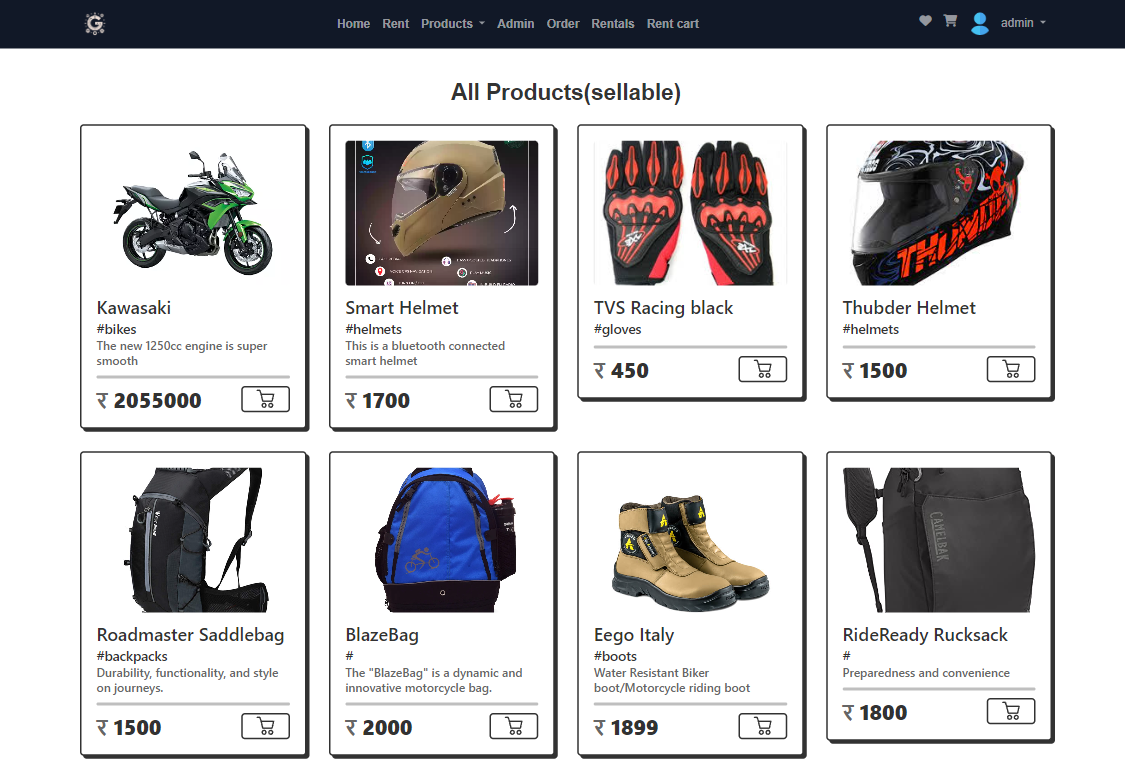 G
Home Rent Products Admin Order Rentals Rent cart admin
All Products(sellable)
Kawasaki
#bikes
The new 1250cc engine is super
smooth
र 2055000
Smart Helmet
#helmets
This is a bluetooth connected
smart helmet
र 1700
TVS Racing black
#gloves
र 450
THUNDER
Thubder Helmet
#helmets
र 1500
Roadmaster Saddlebag
#backpacks
Durability, functionality, and style
on journeys.
र 1500
BlazeBag
#
The "BlazeBag" is a dynamic and
innovative motorcycle bag.
र 2000
Eego Italy
#boots
Water Resistant Biker
boot/Motorcycle riding boot
र 1899
CAMELBAK
RideReady Rucksack
#
Preparedness and convenience
र 1800